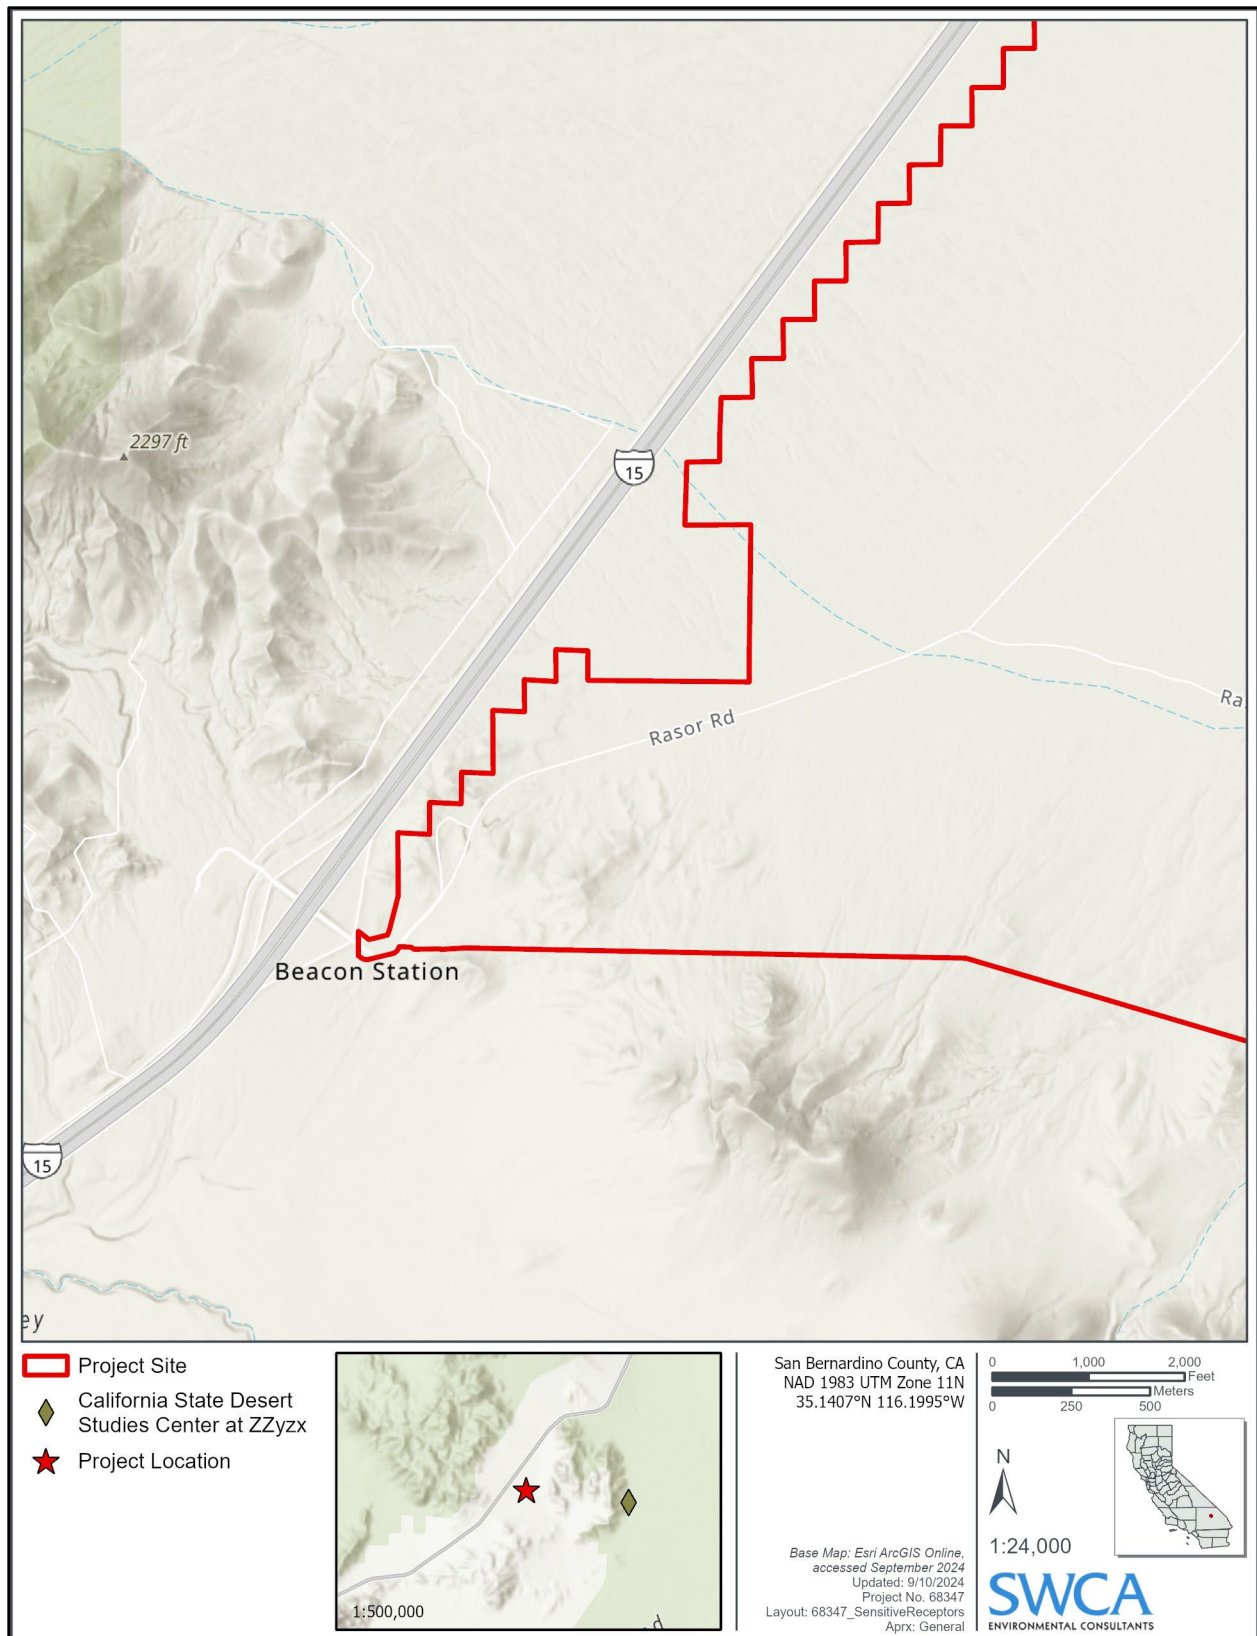 2297 ft
15
Rasor Rd
Ra
Beacon Station
15
ey
Project Site
California State Desert
Studies Center at ZZyzx
Project Location
1:500,000
d
San Bernardino County, CA
NAD 1983 UTM Zone 11N
35.1407°N 116.1995°W
Base Map: Esri ArcGIS Online,
accessed September 2024
Updated: 9/10/2024
Project No. 68347
Layout: 68347_SensitiveReceptors
Aprx: General
0 1,000 2,000
Feet
Meters
0 250 500
N
1:24,000
SWCA
ENVIRONMENTAL CONSULTANTS